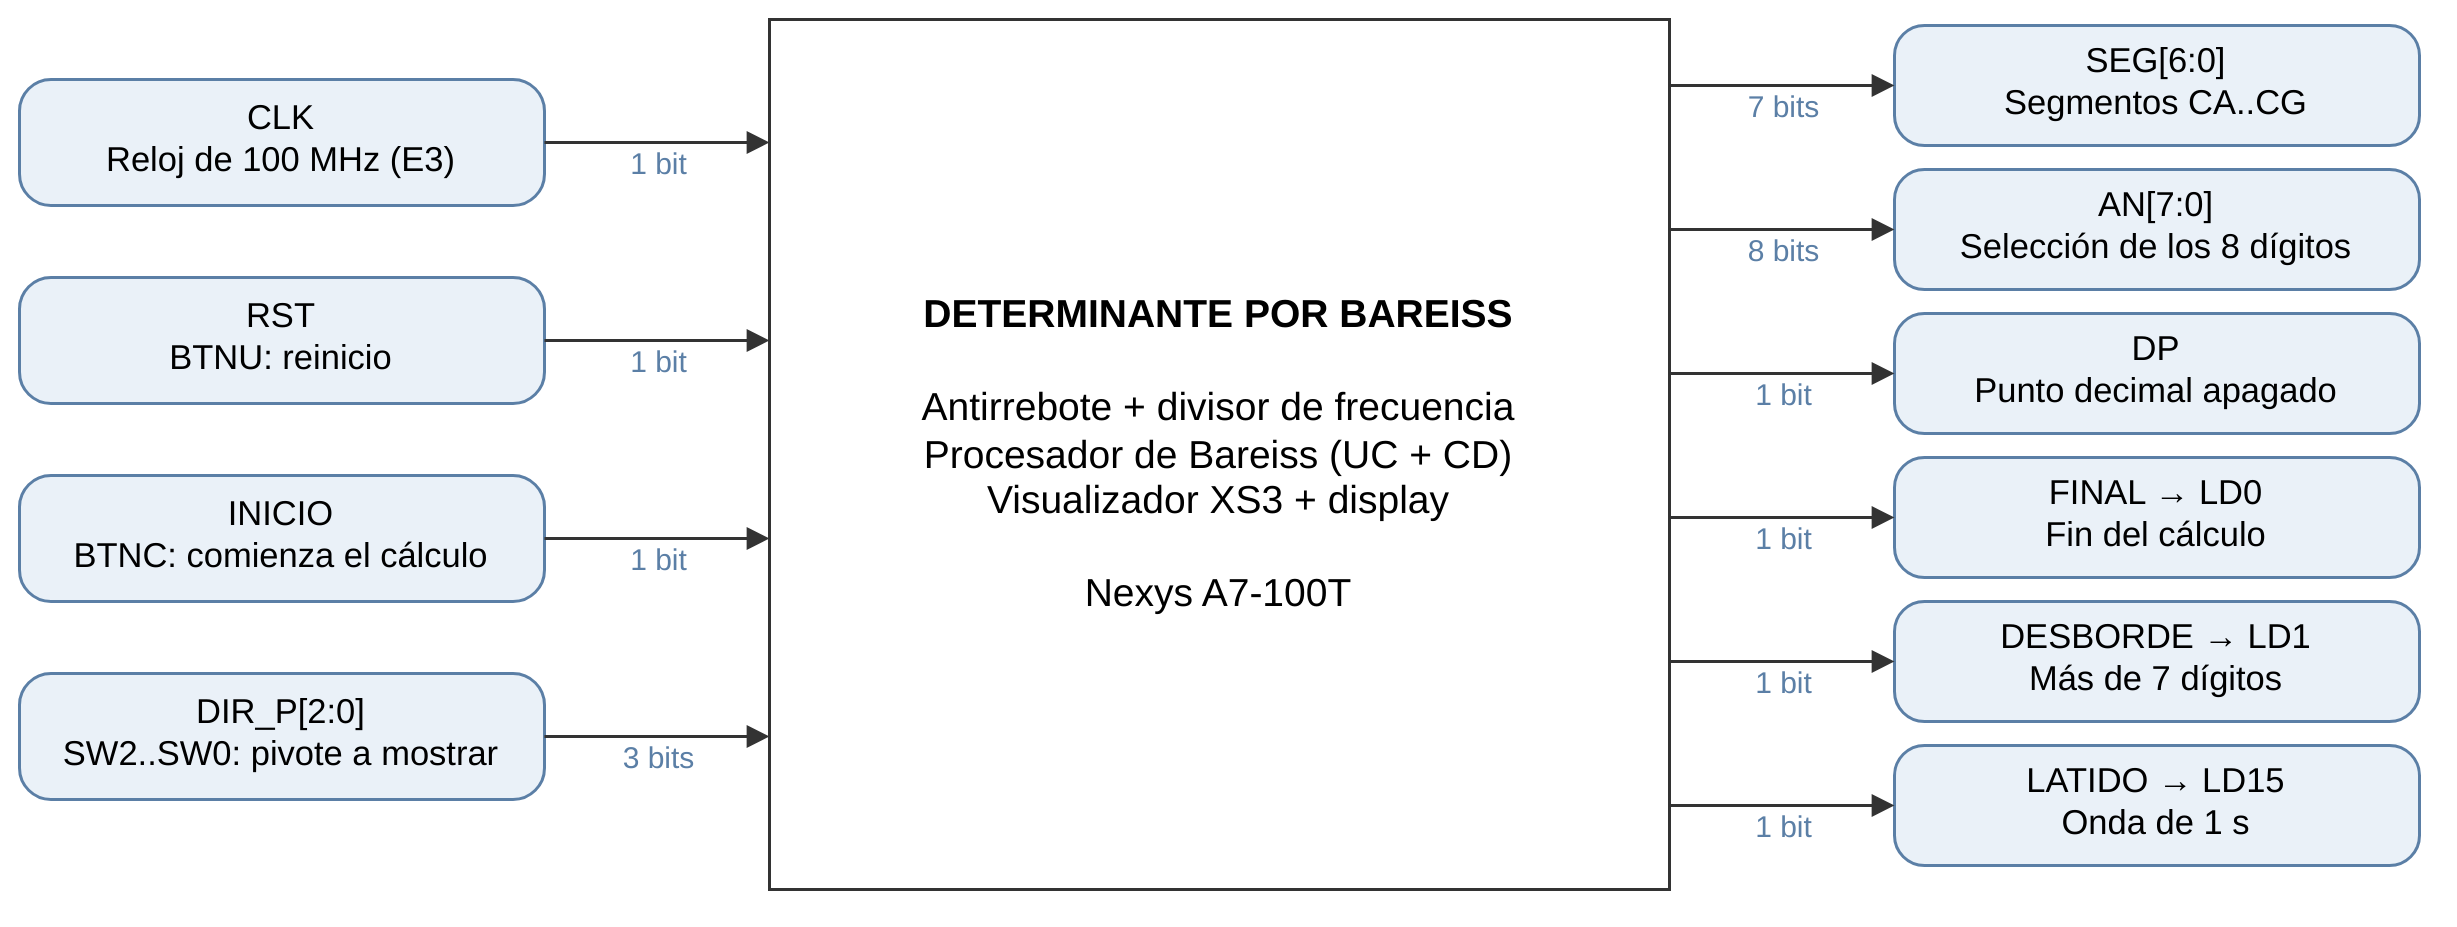 CLK
Reloj de 100 MHz (E3)
1 bit
RST
BTNU: reinicio
1 bit
INICIO
BTNC: comienza el cálculo
1 bit
DIR_P[2:0]
SW2..SW0: pivote a mostrar
3 bits
DETERMINANTE POR BAREISS
Antirrebote + divisor de frecuencia
Procesador de Bareiss (UC + CD)
Visualizador XS3 + display
Nexys A7-100T
7 bits
SEG[6:0]
Segmentos CA..CG
8 bits
AN[7:0]
Selección de los 8 dígitos
1 bit
DP
Punto decimal apagado
1 bit
FINAL → LD0
Fin del cálculo
1 bit
DESBORDE → LD1
Más de 7 dígitos
1 bit
LATIDO → LD15
Onda de 1 s